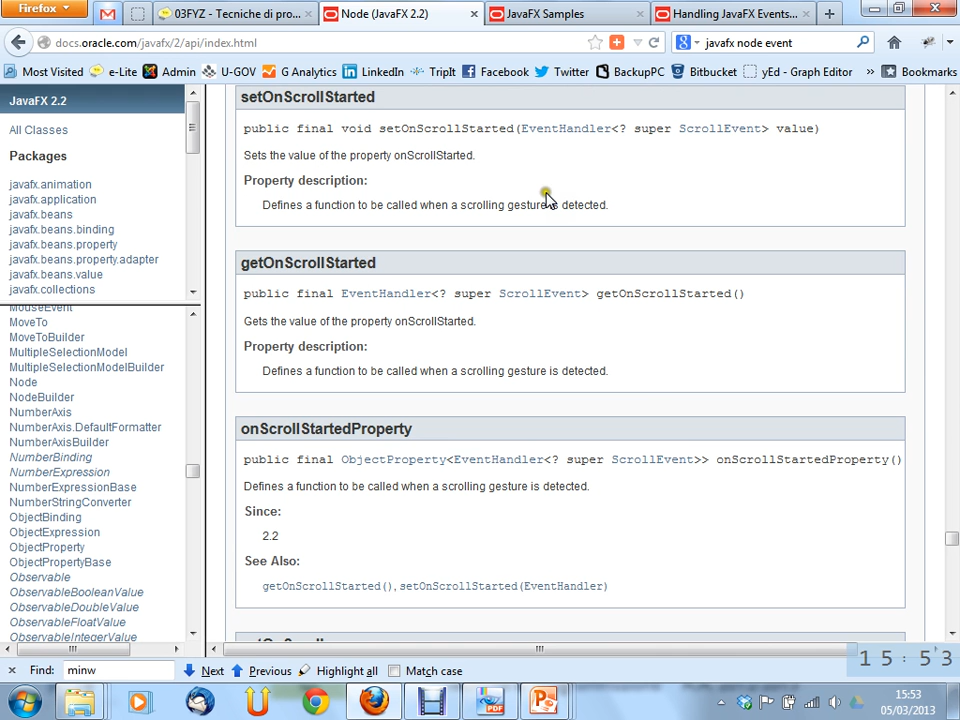 Firefox
03FYZ - Tecniche di pro...
Node (JavaFX 2.2)
JavaFX Samples
Handling JavaFX Events...
docs.oracle.com/javafx/2/api/index.html
javafx node event
Most Visited
e-Lite
Admin
U-GOV
G Analytics
LinkedIn
TripIt
Facebook
Twitter
BackupPC
Bitbucket
yEd - Graph Editor
Bookmarks
JavaFX 2.2
All Classes
Packages
javafx.animation
javafx.application
javafx.beans
javafx.beans.binding
javafx.beans.property
javafx.beans.property.adapter
javafx.beans.value
javafx.collections
MouseEvent
MoveTo
MoveToBuilder
MultipleSelectionModel
MultipleSelectionModelBuilder
Node
NodeBuilder
NumberAxis
NumberAxis.DefaultFormatter
NumberAxisBuilder
NumberBinding
NumberExpression
NumberExpressionBase
NumberStringConverter
ObjectBinding
ObjectExpression
ObjectProperty
ObjectPropertyBase
Observable
ObservableBooleanValue
ObservableDoubleValue
ObservableFloatValue
ObservableIntegerValue
setOnScrollStarted
public final void setOnScrollStarted(EventHandler<? super ScrollEvent> value)
Sets the value of the property onScrollStarted.
Property description:
Defines a function to be called when a scrolling gesture is detected.
getOnScrollStarted
public final EventHandler<? super ScrollEvent> getOnScrollStarted()
Gets the value of the property onScrollStarted.
Property description:
Defines a function to be called when a scrolling gesture is detected.
onScrollStartedProperty
public final ObjectProperty<EventHandler<? super ScrollEvent>> onScrollStartedProperty()
Defines a function to be called when a scrolling gesture is detected.
Since:
2.2
See Also:
getOnScrollStarted(), setOnScrollStarted(EventHandler)
15:53
Find: minw
Next
Previous
Highlight all
Match case
15:53
05/03/2013